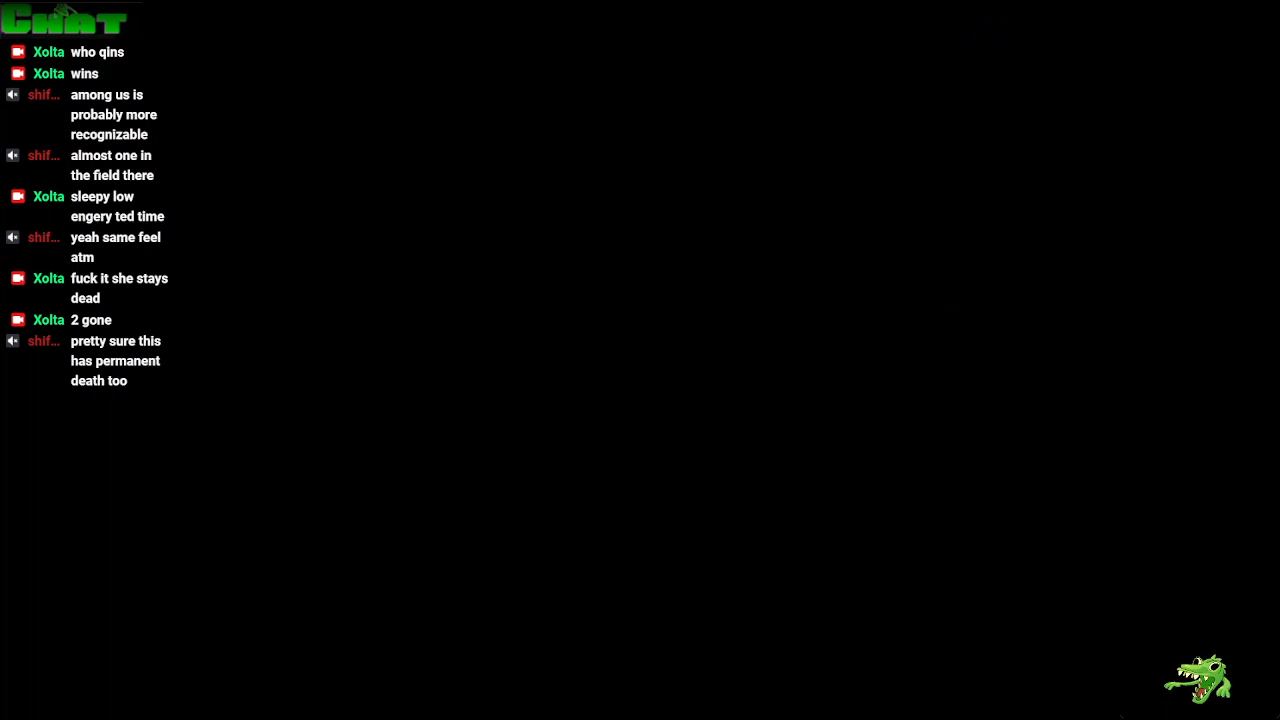 CHAT
Xolta who qins
Xolta wins
shif... among us is
probably more
recognizable
shif... almost one in
the field there
Xolta sleepy low
engery ted time
shif... yeah same feel
atm
Xolta fuck it she stays
dead
Xolta 2 gone
shif... pretty sure this
has permanent
death too